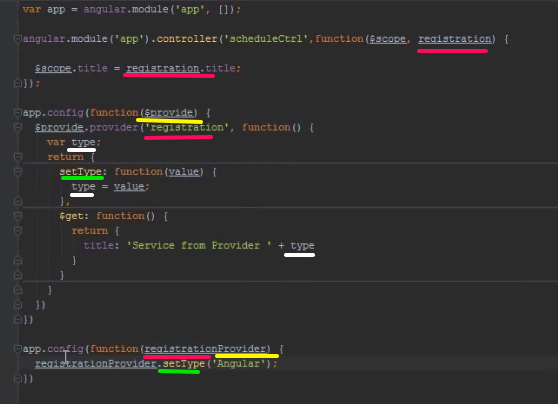 var app = angular.module('app', []);
angular.module('app').controller('scheduleCtrl',function($scope, registration) {
$scope.title = registration.title;
});
app.config(function($provide) {
$provide.provider('registration', function() {
var type;
return {
setType: function(value) {
type = value;
},
$get: function() {
return {
title: 'Service from Provider ' + type
}
}
}
})
})
app.config(function(registrationProvider) {
registrationProvider.setType('Angular');
})